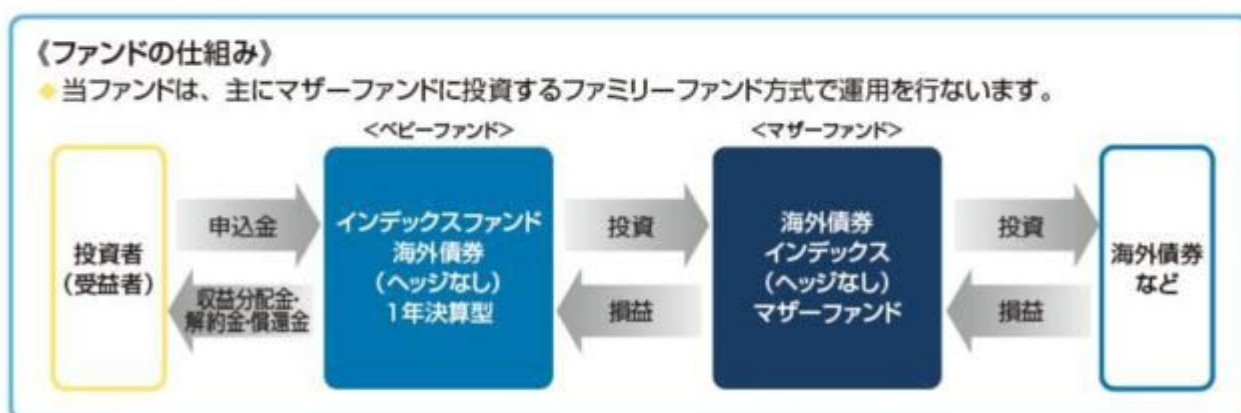 《ファンドの仕組み》
◆当ファンドは、主にマザーファンドに投資するファミリーファンド方式で運用を行ないます。
<ベビーファンド>
<マザーファンド>
投資者
(受益者)
申込金
収益分配金・
解約金・償還金
インデックスファンド
海外債券
(ヘッジなし)
1年決算型
投資
損益
海外債券
インデックス
(ヘッジなし)
マザーファンド
投資
損益
海外債券
など